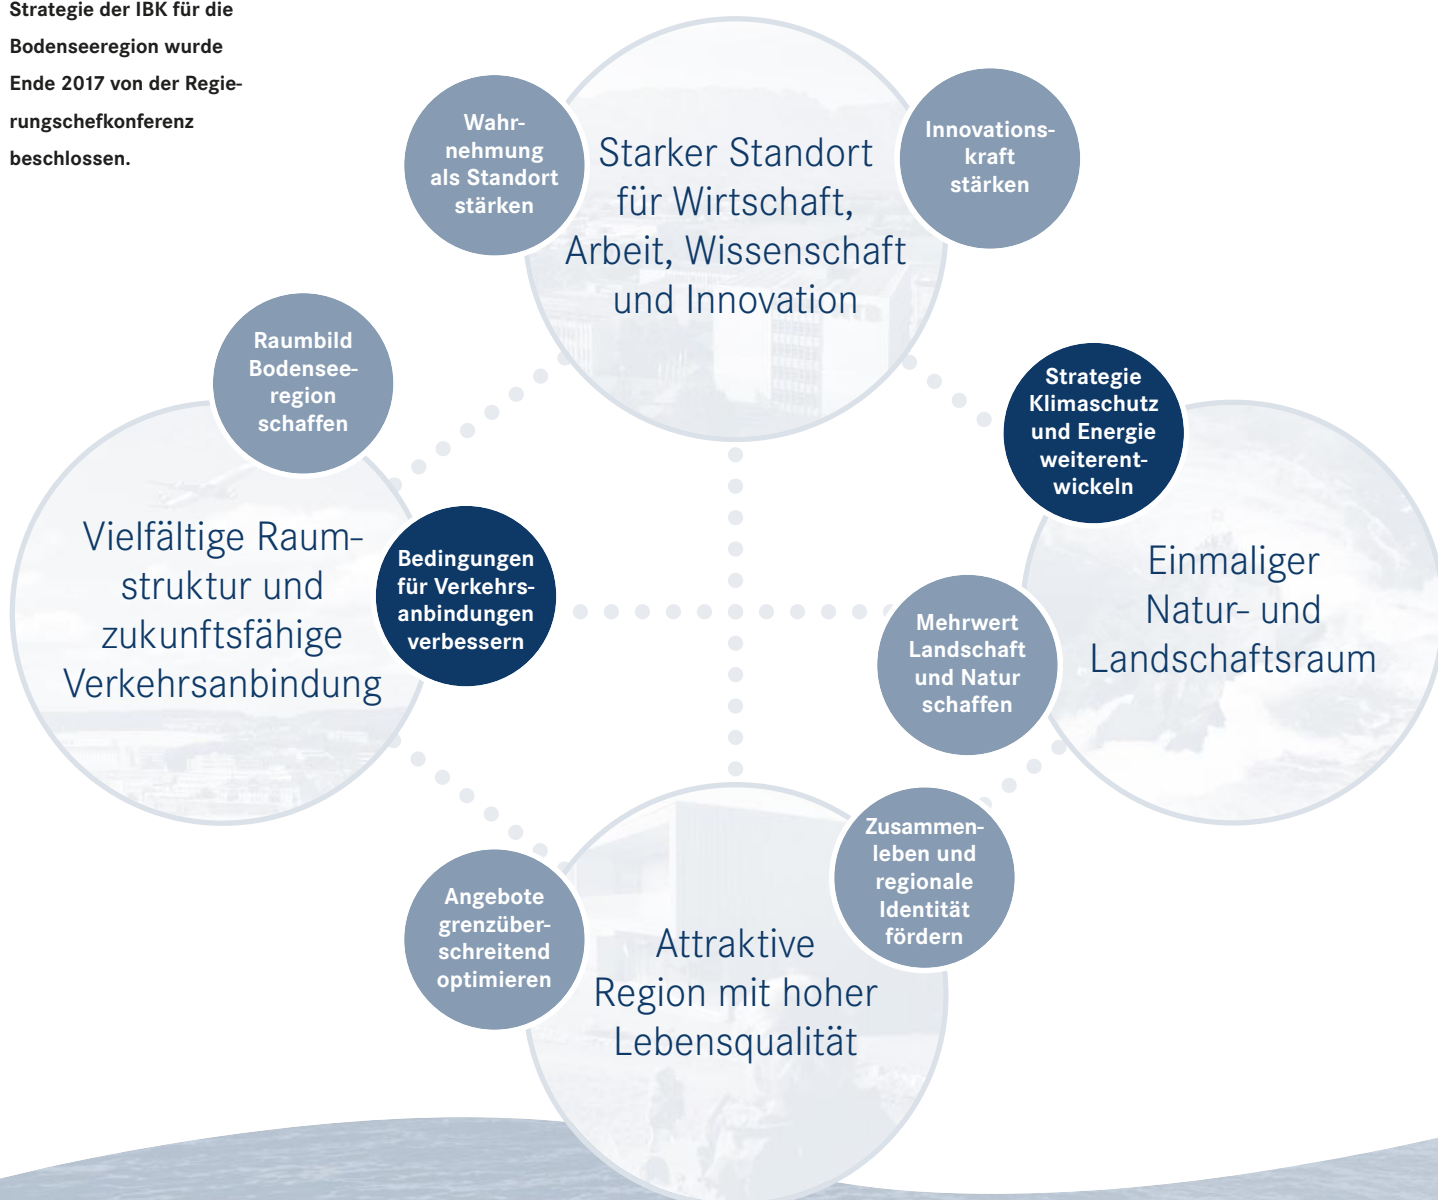 Strategie der IBK für die
Bodenseeregion wurde
Ende 2017 von der Regie-
rungschefkonferenz
beschlossen.
Wahr-
nehmung
als Standort
stärken
Starker Standort
für Wirtschaft,
Arbeit, Wissenschaft
und Innovation
Innovations-
kraft
stärken
Raumbild
Bodensee-
region
schaffen
Vielfältige Raum-
struktur und
zukunftsfähige
Verkehrsanbindung
Bedingungen
für Verkehrs-
anbindungen
verbessern
Strategie
Klimaschutz
und Energie
weiterent-
wickeln
Einmaliger
Natur- und
Landschaftsraum
Mehrwert
Landschaft
und Natur
schaffen
Zusammen-
leben und
regionale
Identität
fördern
Angebote
grenzüber-
schreitend
optimieren
Attraktive
Region mit hoher
Lebensqualität